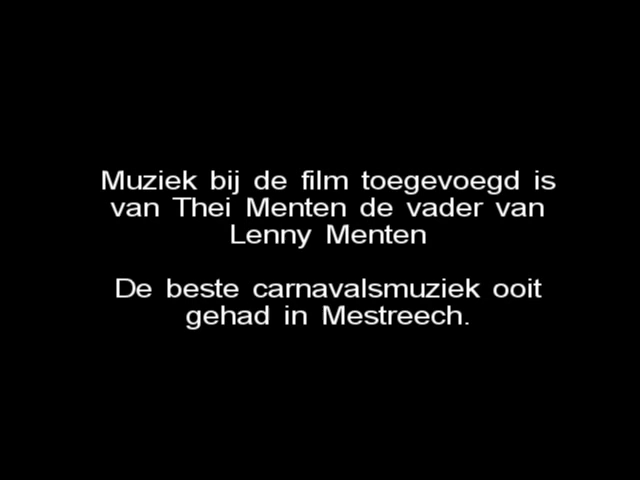 Muziek bij de film toegevoegd is
van Thei Menten de vader van
Lenny Menten
De beste carnavalsmuziek ooit
gehad in Mestreech.